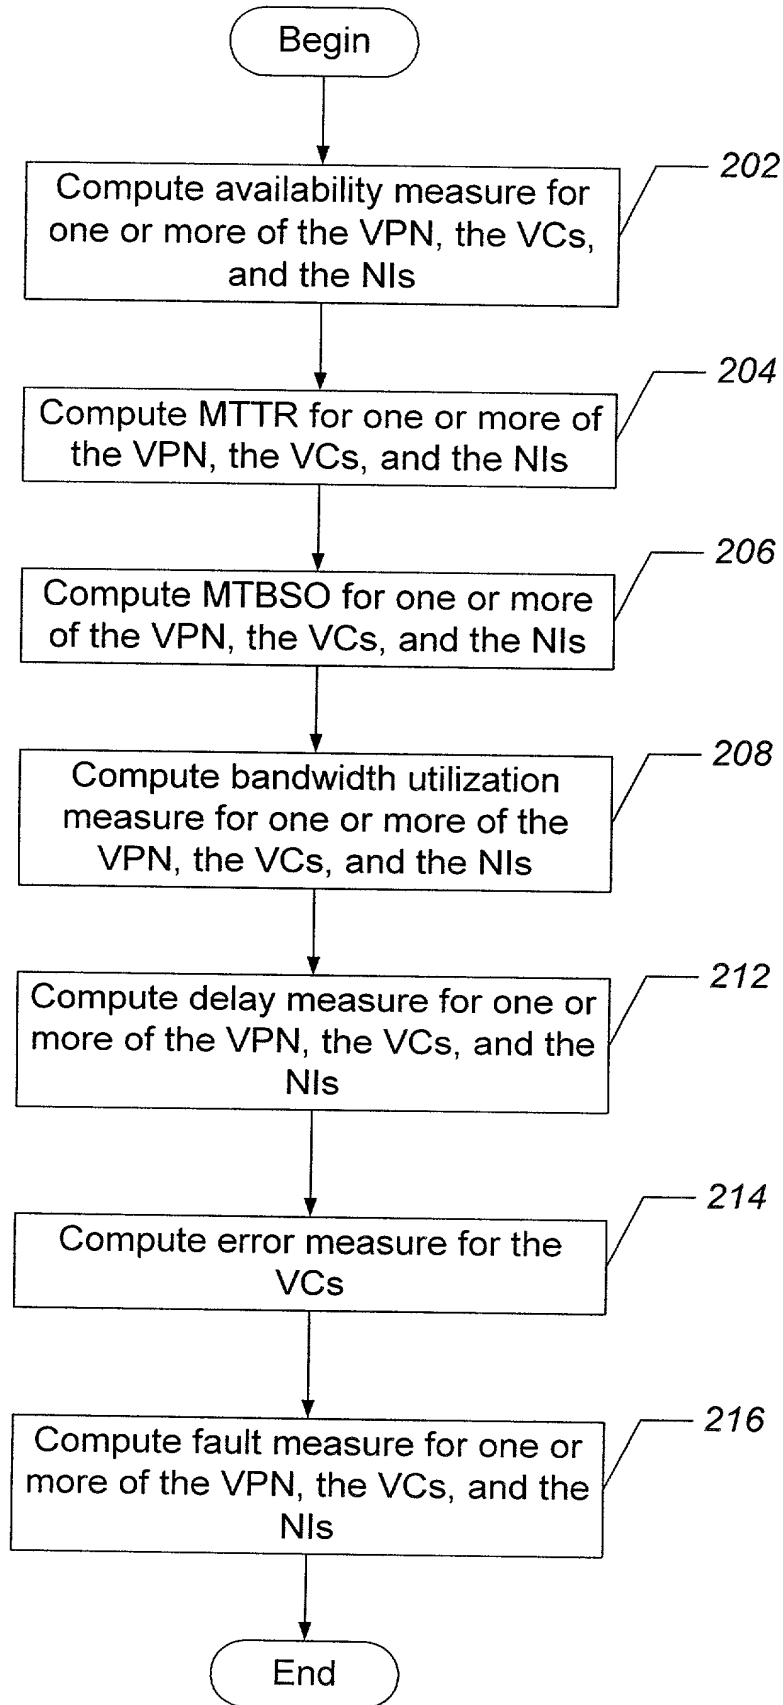 Begin
202
Compute availability measure for
one or more of the VPN, the VCs,
and the NIs
204
Compute MTTR for one or more of
the VPN, the VCs, and the NIs
206
Compute MTBSO for one or more
of the VPN, the VCs, and the NIs
208
Compute bandwidth utilization
measure for one or more of the
VPN, the VCs, and the NIs
212
Compute delay measure for one or
more of the VPN, the VCs, and the
NIs
214
Compute error measure for the
VCs
216
Compute fault measure for one or
more of the VPN, the VCs, and the
NIs
End